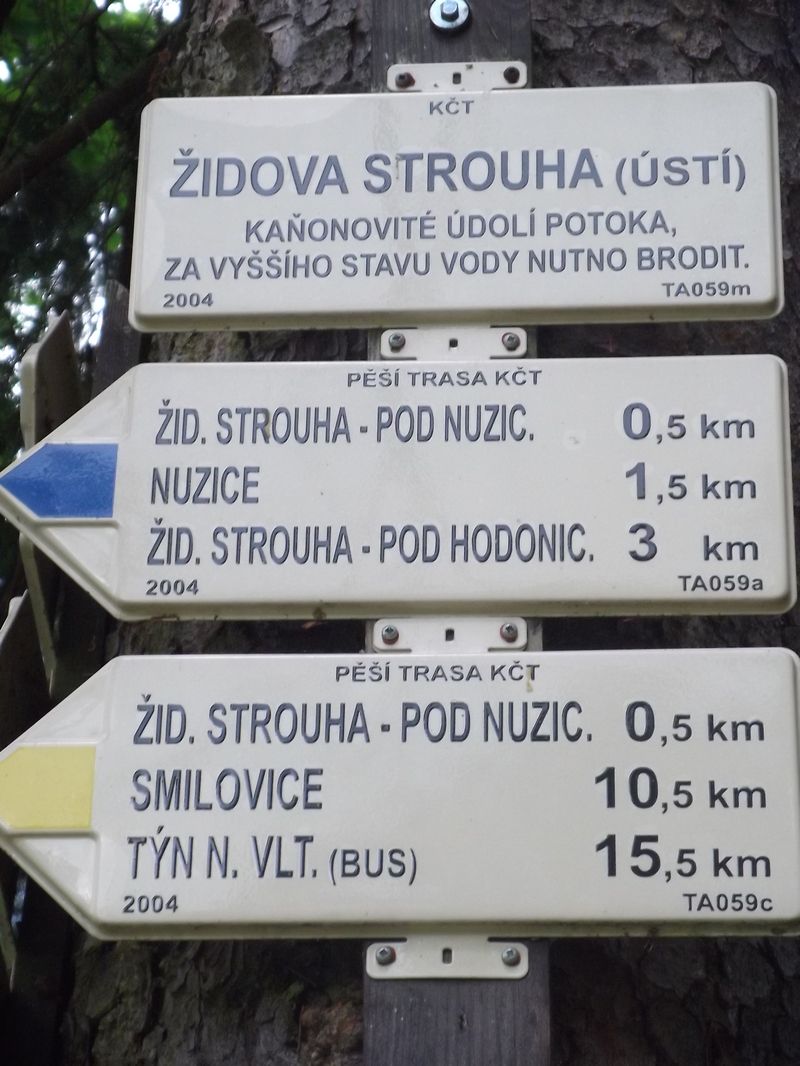 KČT
ŽIDOVA STROUHA (ÚSTÍ)
KAŇONOVITÉ ÚDOLÍ POTOKA,
ZA VYŠŠÍHO STAVU VODY NUTNO BRODIT.
2004 TA059m
PĚŠÍ TRASA KČT
ŽID. STROUHA - POD NUZIC. 0,5 km
NUZICE 1,5 km
ŽID. STROUHA - POD HODONIC. 3 km
2004 TA059a
PĚŠÍ TRASA KČT
ŽID. STROUHA - POD NUZIC. 0,5 km
SMILOVICE 10,5 km
TÝN N. VLT. (BUS) 15,5 km
2004 TA059c